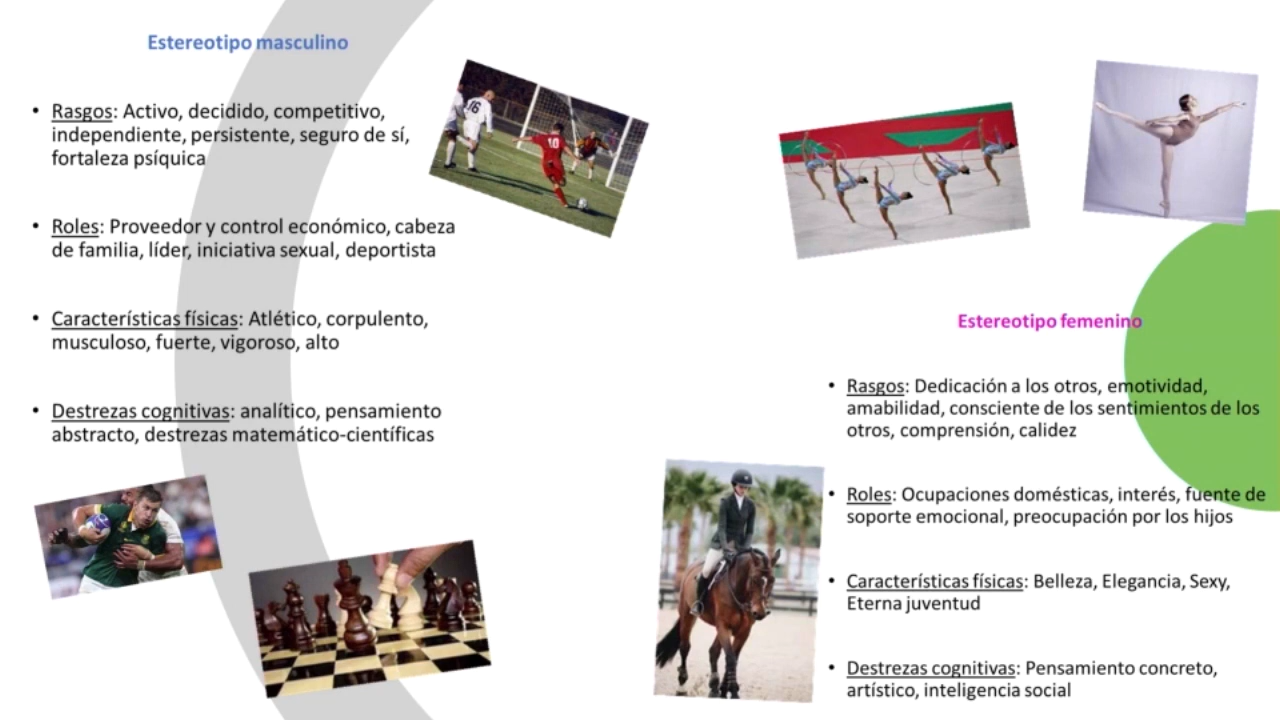 Estereotipo masculino
• Rasgos: Activo, decidido, competitivo,
independiente, persistente, seguro de sí,
fortaleza psíquica
• Roles: Proveedor y control económico, cabeza
de familia, líder, iniciativa sexual, deportista
• Características físicas: Atlético, corpulento,
musculoso, fuerte, vigoroso, alto
• Destrezas cognitivas: analítico, pensamiento
abstracto, destrezas matemático-científicas
16
10
Estereotipo femenino
• Rasgos: Dedicación a los otros, emotividad,
amabilidad, consciente de los sentimientos de los
otros, comprensión, calidez
• Roles: Ocupaciones domésticas, interés, fuente de
soporte emocional, preocupación por los hijos
• Características físicas: Belleza, Elegancia, Sexy,
Eterna juventud
• Destrezas cognitivas: Pensamiento concreto,
artístico, inteligencia social